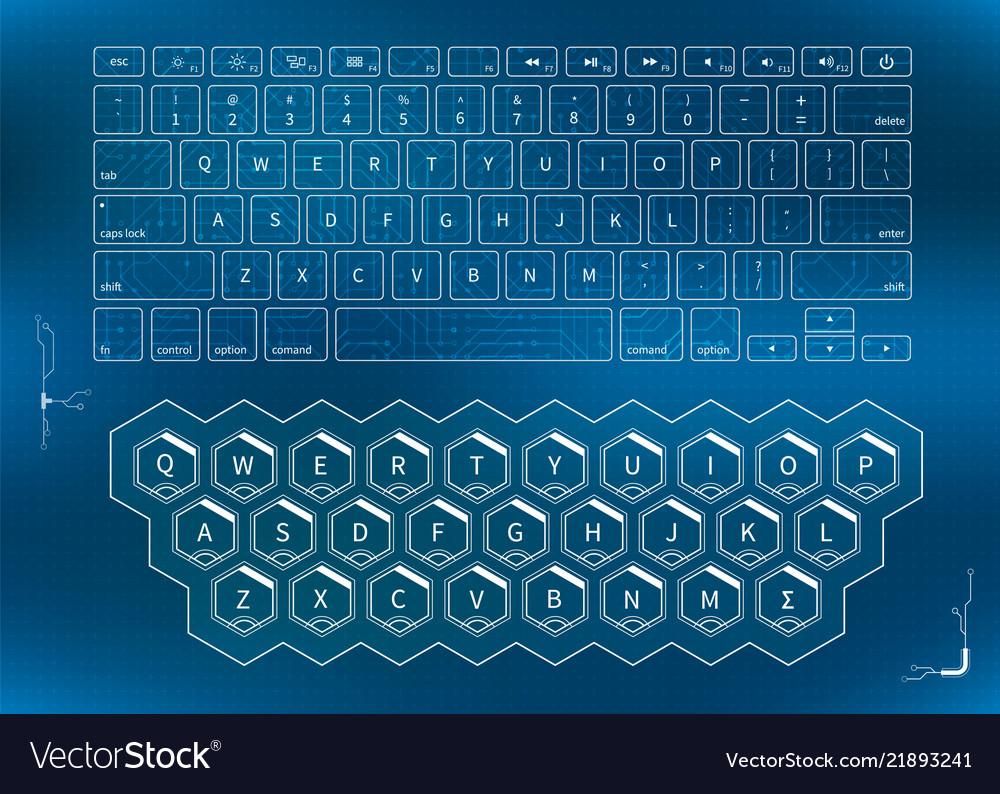 esc F1 F2 F3 F4 F5 F6 F7 F8 F9 F10 F11 F12
~ ` ! 1 @ 2 # 3 $ 4 % 5 ^ 6 & 7 * 8 ( 9 ) 0 — - + = delete
tab Q W E R T Y U I O P { [ } ] | \
caps lock A S D F G H J K L : ; “ ‘ enter
shift Z X C V B N M < , > . ? / shift
fn control option comand comand option
Q W E R T Y U I O P
A S D F G H J K L
Z X C V B N M Σ
VectorStock®
VectorStock.com/21893241